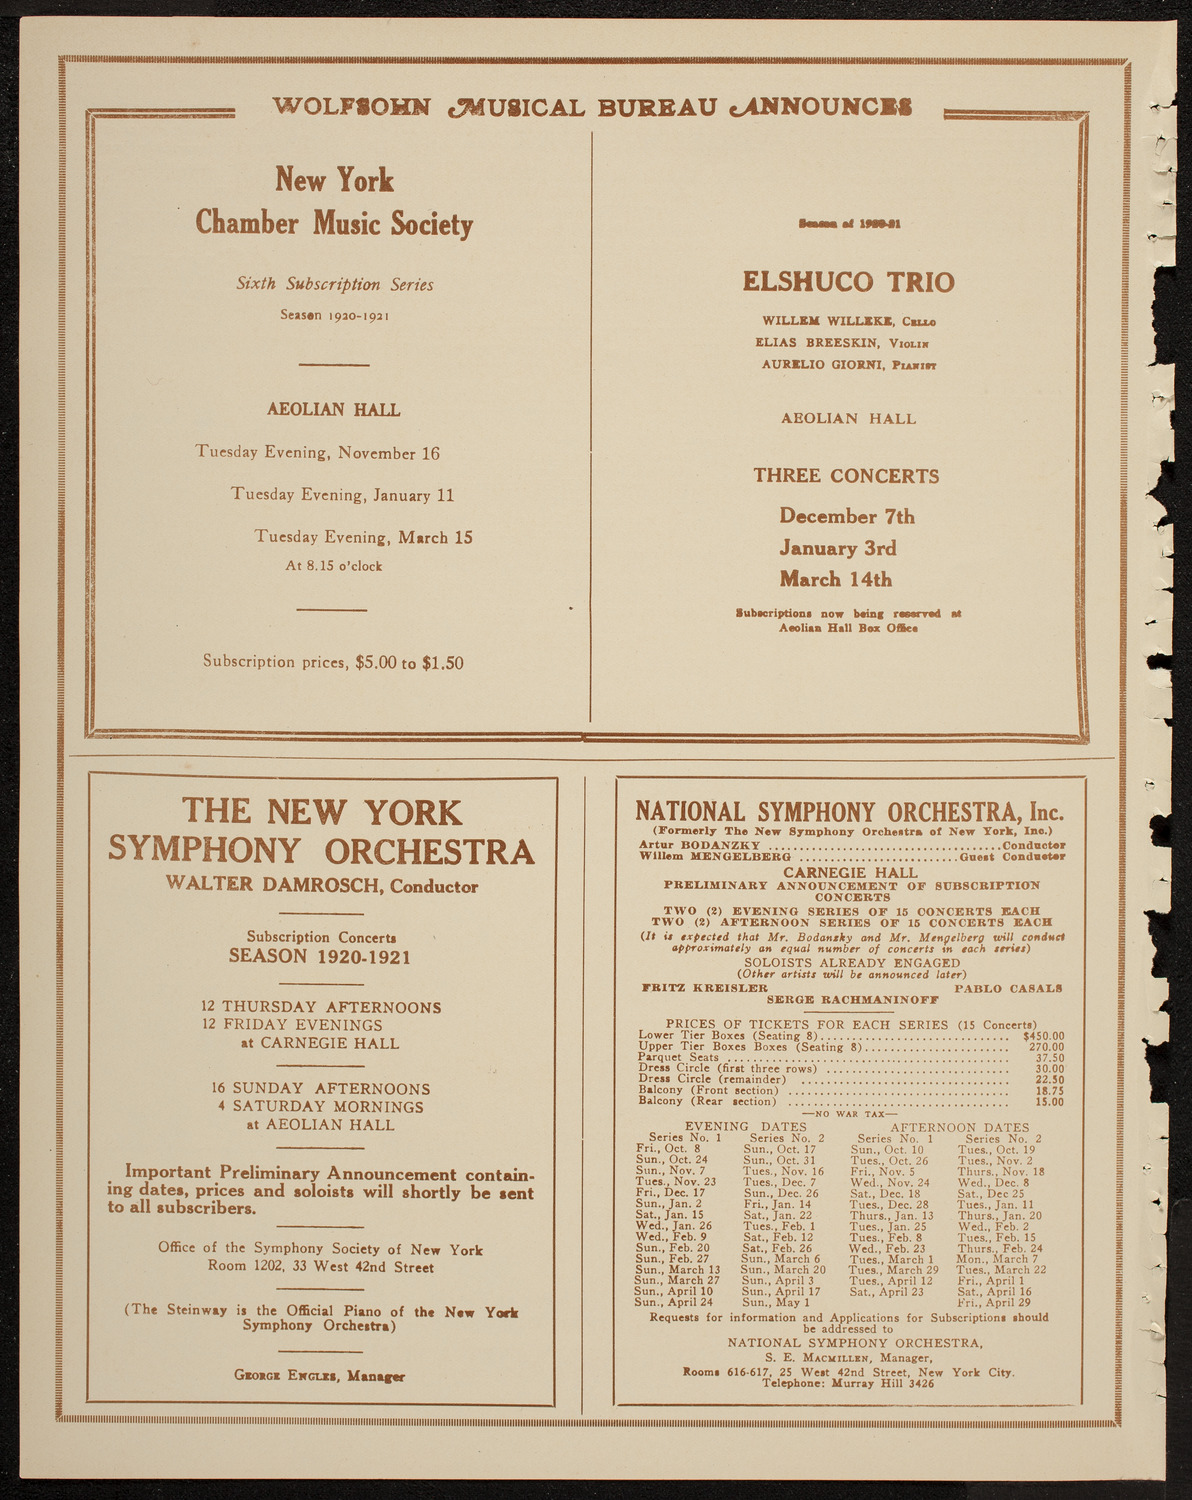 WOLFSOHN MUSICAL BUREAU ANNOUNCES
New York
Chamber Music Society
Sixth Subscription Series
Season 1920-1921
AEOLIAN HALL
Tuesday Evening, November 16
Tuesday Evening, January 11
Tuesday Evening, March 15
At 8.15 o'clock
Subscription prices, $5.00 to $1.50
Season of 1920-21
ELSHUCO TRIO
WILLEM WILLEKE, CELLO
ELIAS BREESKIN, VIOLIN
AURELIO GIORNI, PIANIST
AEOLIAN HALL
THREE CONCERTS
December 7th
January 3rd
March 14th
Subscriptions now being reserved at
Aeolian Hall Box Office
THE NEW YORK
SYMPHONY ORCHESTRA
WALTER DAMROSCH, Conductor
Subscription Concerts
SEASON 1920-1921
12 THURSDAY AFTERNOONS
12 FRIDAY EVENINGS
at CARNEGIE HALL
16 SUNDAY AFTERNOONS
4 SATURDAY MORNINGS
at AEOLIAN HALL
Important Preliminary Announcement contain-
ing dates, prices and soloists will shortly be sent
to all subscribers.
Office of the Symphony Society of New York
Room 1202, 33 West 42nd Street
(The Steinway is the Official Piano of the New York
Symphony Orchestra)
GEORGE ENGLES, Manager
NATIONAL SYMPHONY ORCHESTRA, Inc.
(Formerly The New Symphony Orchestra of New York, Inc.)
Artur BODANZKY ....................................Conductor
Willem MENGELBERG .........................Guest Conductor
CARNEGIE HALL
PRELIMINARY ANNOUNCEMENT OF SUBSCRIPTION
CONCERTS
TWO (2) EVENING SERIES OF 15 CONCERTS EACH
TWO (2) AFTERNOON SERIES OF 15 CONCERTS EACH
(It is expected that Mr. Bodanzky and Mr. Mengelberg will conduct
approximately an equal number of concerts in each series)
SOLOISTS ALREADY ENGAGED
(Other artists will be announced later)
FRITZ KREISLER PABLO CASALS
SERGE RACHMANINOFF
PRICES OF TICKETS FOR EACH SERIES (15 Concerts)
Lower Tier Boxes (Seating 8).............................. $450.00
Upper Tier Boxes Boxes (Seating 8)....................... 270.00
Parquet Seats ............................................. 37.50
Dress Circle (first three rows) ............................. 30.00
Dress Circle (remainder) ................................. 22.50
Balcony (Front section) ................................... 18.75
Balcony (Rear section) ................................... 15.00
—NO WAR TAX—
EVENING DATES AFTERNOON DATES
Series No. 1 Series No. 2 Series No. 1 Series No. 2
Fri., Oct. 8 Sun., Oct. 17 Sun., Oct. 10 Tues., Oct. 19
Sun., Oct. 24 Sun., Oct. 31 Tues., Oct. 26 Tues., Nov. 2
Sun., Nov. 7 Tues., Nov. 16 Fri., Nov. 5 Thurs., Nov. 18
Tues., Nov. 23 Tues., Dec. 7 Wed., Nov. 24 Wed., Dec. 8
Fri., Dec. 17 Sun., Dec. 26 Sat., Dec. 18 Sat., Dec 25
Sun., Jan. 2 Fri., Jan. 14 Tues., Dec. 28 Tues., Jan. 11
Sat., Jan. 15 Sat., Jan. 22 Thurs., Jan. 13 Thurs., Jan. 20
Wed., Jan. 26 Tues., Feb. 1 Tues., Jan. 25 Wed., Feb. 2
Wed., Feb. 9 Sat., Feb. 12 Tues., Feb. 8 Tues., Feb. 15
Sun., Feb. 20 Sat., Feb. 26 Wed., Feb. 23 Thurs., Feb. 24
Sun., Feb. 27 Sun., March 6 Tues., March 1 Mon., March 7
Sun., March 13 Sun., March 20 Tues., March 29 Tues., March 22
Sun., March 27 Sun., April 3 Tues., April 12 Fri., April 1
Sun., April 10 Sun., April 17 Sat., April 23 Sat., April 16
Sun., April 24 Sun., May 1 Fri., April 29
Requests for information and Applications for Subscriptions should
be addressed to
NATIONAL SYMPHONY ORCHESTRA,
S. E. MACMILLEN, Manager,
Rooms 616-617, 25 West 42nd Street, New York City.
Telephone: Murray Hill 3426